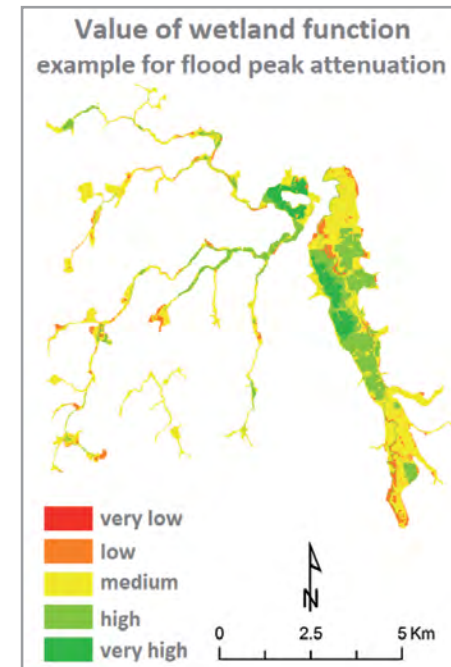 Value of wetland function
example for flood peak attenuation
very low
low
medium
high
very high
N
0 2.5 5 Km